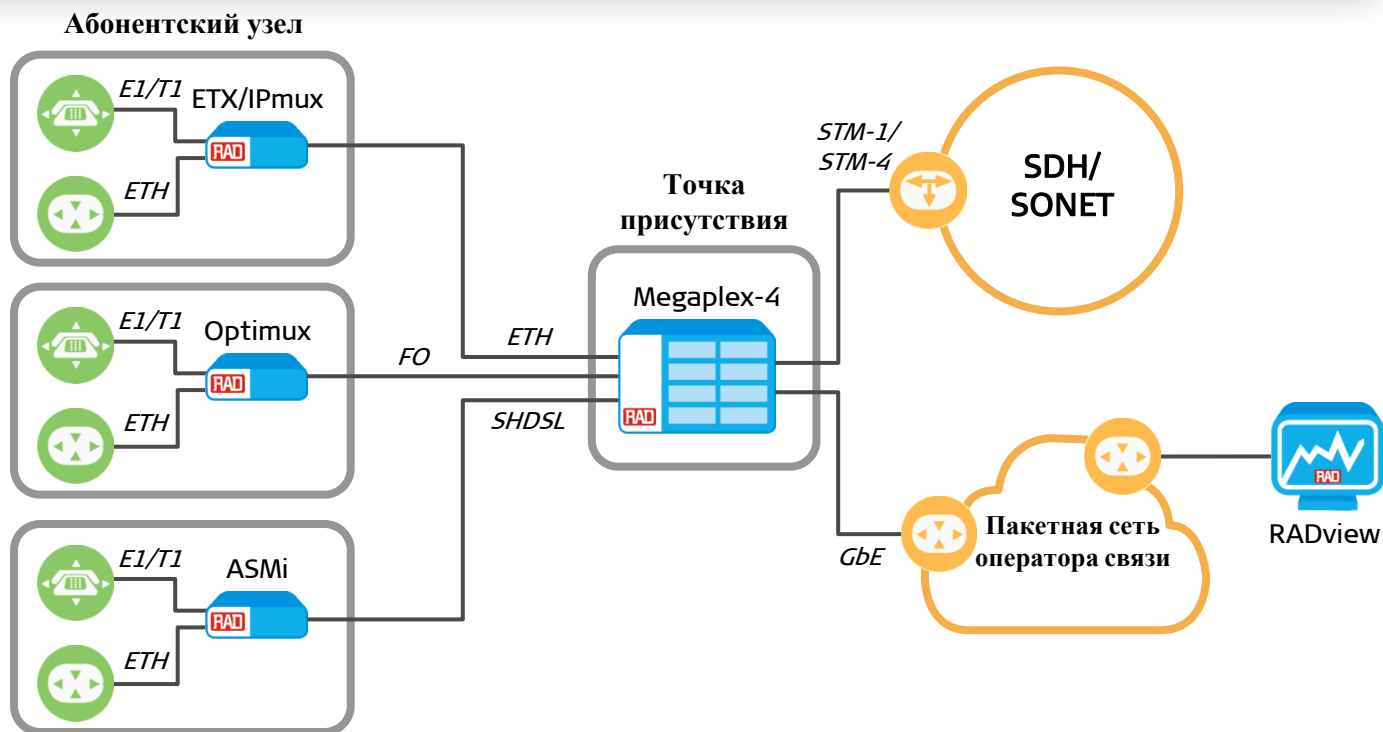 Абонентский узел
E1/T1
ETX/IPmux
RAD
ETH
E1/T1
Optimux
RAD
ETH
E1/T1
ASMi
RAD
ETH
ETH
FO
SHDSL
Точка
присутствия
Megaplex-4
RAD
STM-1/
STM-4
SDH/
SONET
GbE
Пакетная сеть
оператора связи
RAD
RADview